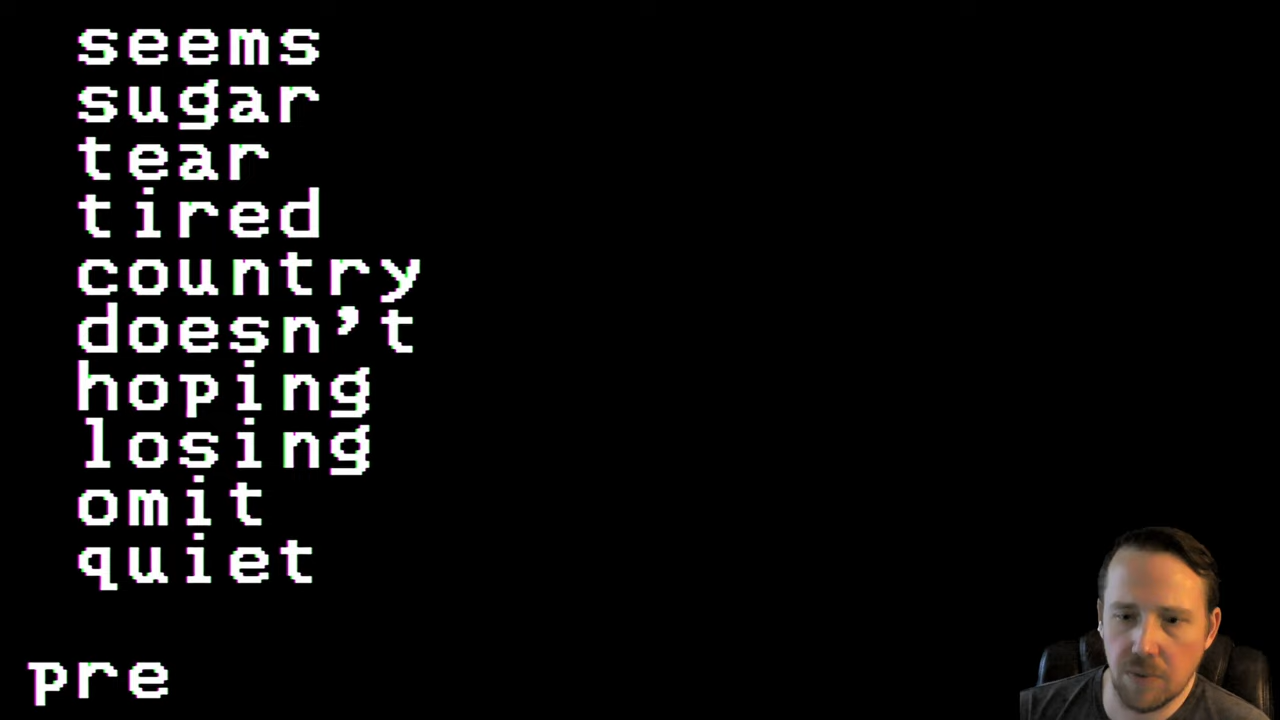 seems
sugar
tear
tired
country
doesn’t
hoping
losing
omit
quiet
pre